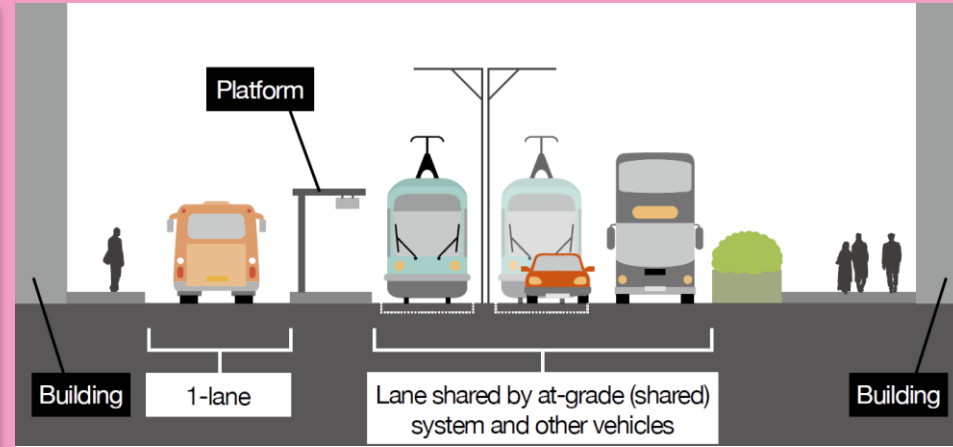 Platform
Building
1-lane
Lane shared by at-grade (shared)
system and other vehicles
Building